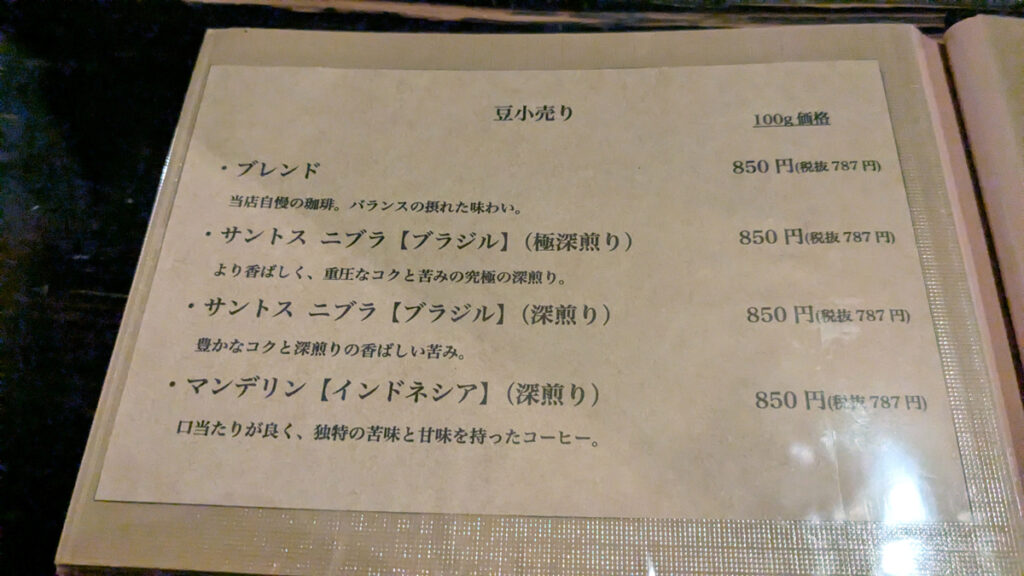 豆小売り
100g 価格
・ブレンド 850 円(税抜 787 円)
当店自慢の珈琲。バランスの摂れた味わい。
・サントス ニブラ【ブラジル】（極深煎り） 850 円(税抜 787 円)
より香ばしく、重圧なコクと苦みの究極の深煎り。
・サントス ニブラ【ブラジル】（深煎り） 850 円(税抜 787 円)
豊かなコクと深煎りの香ばしい苦み。
・マンデリン【インドネシア】（深煎り） 850 円(税抜 787 円)
口当たりが良く、独特の苦味と甘味を持ったコーヒー。